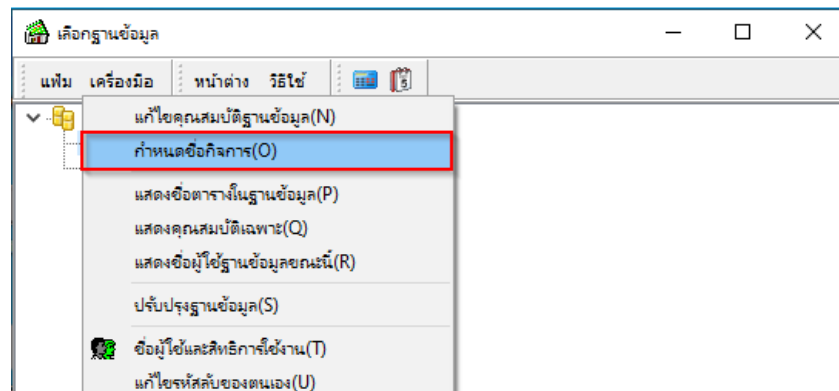 เลือกฐานข้อมูล
แฟ้ม เครื่องมือ หน้าต่าง วิธีใช้ 5
แก้ไขคุณสมบัติฐานข้อมูล(N)
กำหนดชื่อกิจการ(O)
แสดงชื่อตารางในฐานข้อมูล(P)
แสดงคุณสมบัติเฉพาะ(Q)
แสดงชื่อผู้ใช้ฐานข้อมูลขณะนี้(R)
ปรับปรุงฐานข้อมูล(S)
ชื่อผู้ใช้และสิทธิการใช้งาน(T)
แก้ไขรหัสลับของตนเอง(U)